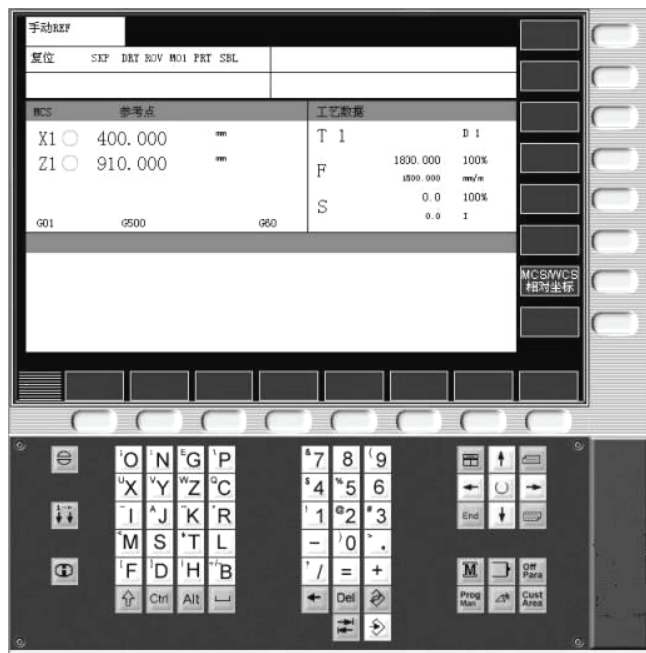 手动REF
复位 SKP DRY ROV M01 PRT SBL
MCS 参考点 工艺数据
X1 400.000 mm T 1 D 1
Z1 910.000 mm F 1800.000 100%
1500.000 mm/m
S 0.0 100%
0.0 I
G01 G500 G60
MCS/WCS
相对坐标
O N G P & 7 8 ( 9
U X V Y W Z Q C $ 4 % 5 6
I A J K R ! 1 @ 2 # 3
M S T L - ) 0 .
F D H B / = +
Ctrl Alt Del
End
M Off Para
Prog Man Cust Area